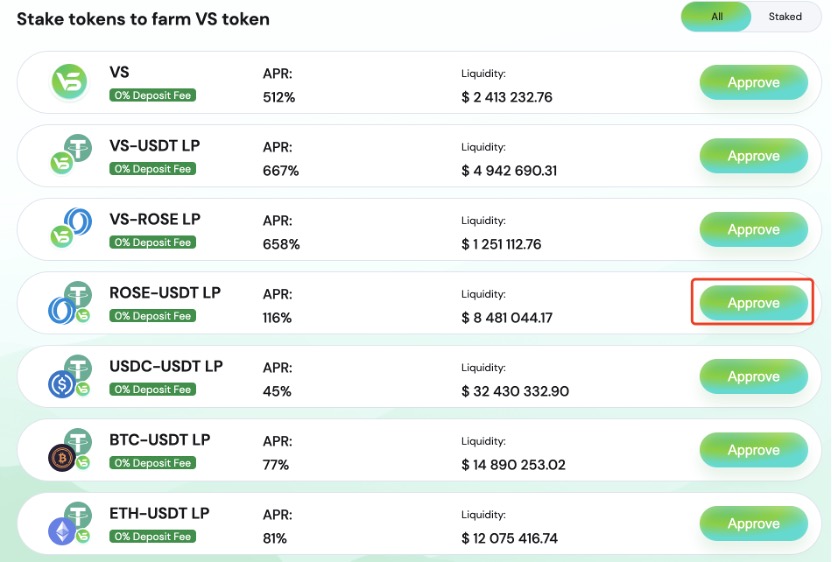 Stake tokens to farm VS token
All
Staked
VS
0% Deposit Fee
APR:
512%
Liquidity:
$ 2 413 232.76
Approve
VS-USDT LP
0% Deposit Fee
APR:
667%
Liquidity:
$ 4 942 690.31
Approve
VS-ROSE LP
0% Deposit Fee
APR:
658%
Liquidity:
$ 1 251 112.76
Approve
ROSE-USDT LP
0% Deposit Fee
APR:
116%
Liquidity:
$ 8 481 044.17
Approve
USDC-USDT LP
0% Deposit Fee
APR:
45%
Liquidity:
$ 32 430 332.90
Approve
BTC-USDT LP
0% Deposit Fee
APR:
77%
Liquidity:
$ 14 890 253.02
Approve
ETH-USDT LP
0% Deposit Fee
APR:
81%
Liquidity:
$ 12 075 416.74
Approve